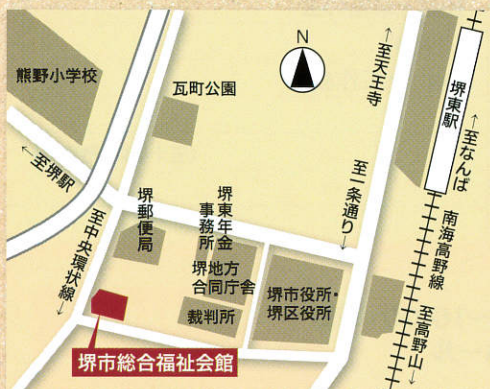 N
熊野小学校
瓦町公園
←至天王寺
堺東駅
←至なんば
←至堺駅
堺郵便局
堺東年金
事務所
至一条通り→
南海高野線
至中央環状線→
堺地方
合同庁舎
堺市役所・
堺区役所
裁判所
至高野山→
堺市総合福祉会館